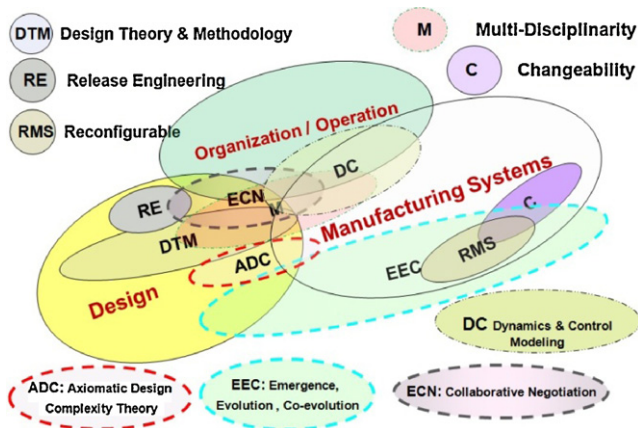 DTM Design Theory & Methodology
RE Release Engineering
RMS Reconfigurable
M Multi-Disciplinarity
C Changeability
Organization / Operation
DC
ECN
M
RE
Manufacturing Systems
C
DTM
ADC
EEC
RMS
Design
DC Dynamics & Control
Modeling
ADC: Axiomatic Design
Complexity Theory
EEC: Emergence,
Evolution , Co-evolution
ECN: Collaborative Negotiation